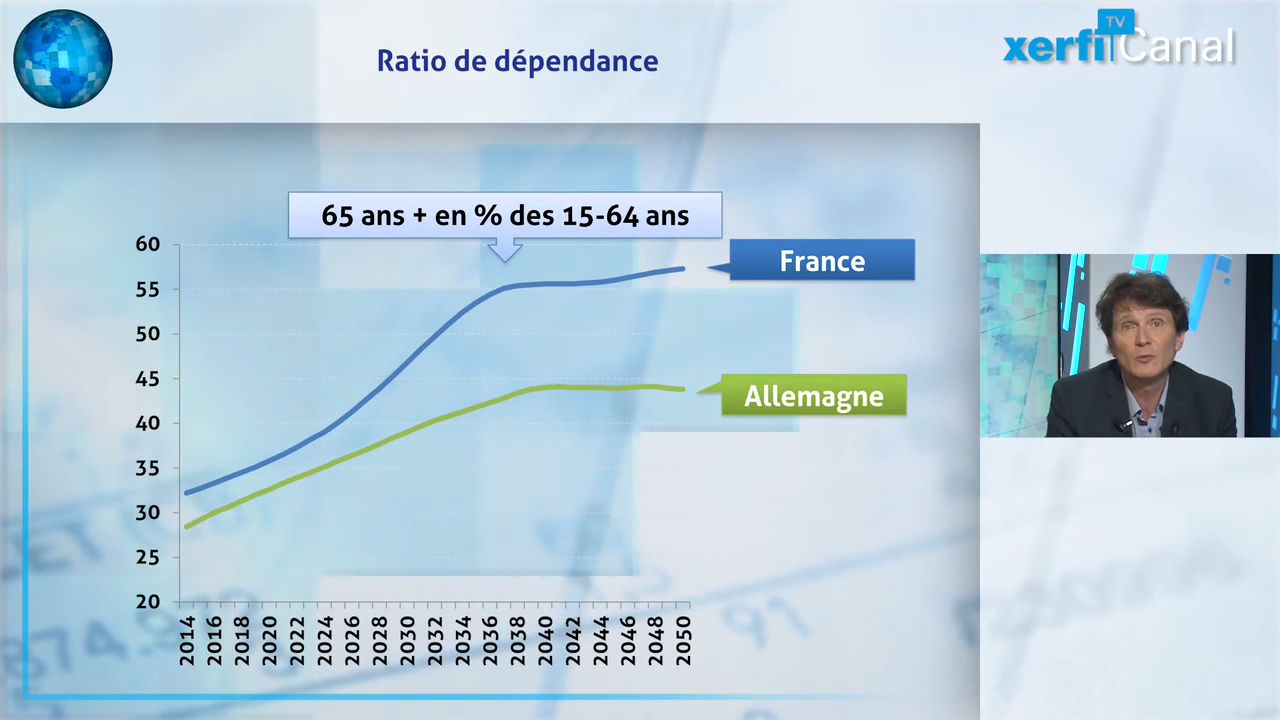 Ratio de dépendance
xerfi TV Canal
65 ans + en % des 15-64 ans
France
Allemagne
60
55
50
45
40
35
30
25
20
2014 2016 2018 2020 2022 2024 2026 2028 2030 2032 2034 2036 2038 2040 2042 2044 2046 2048 2050